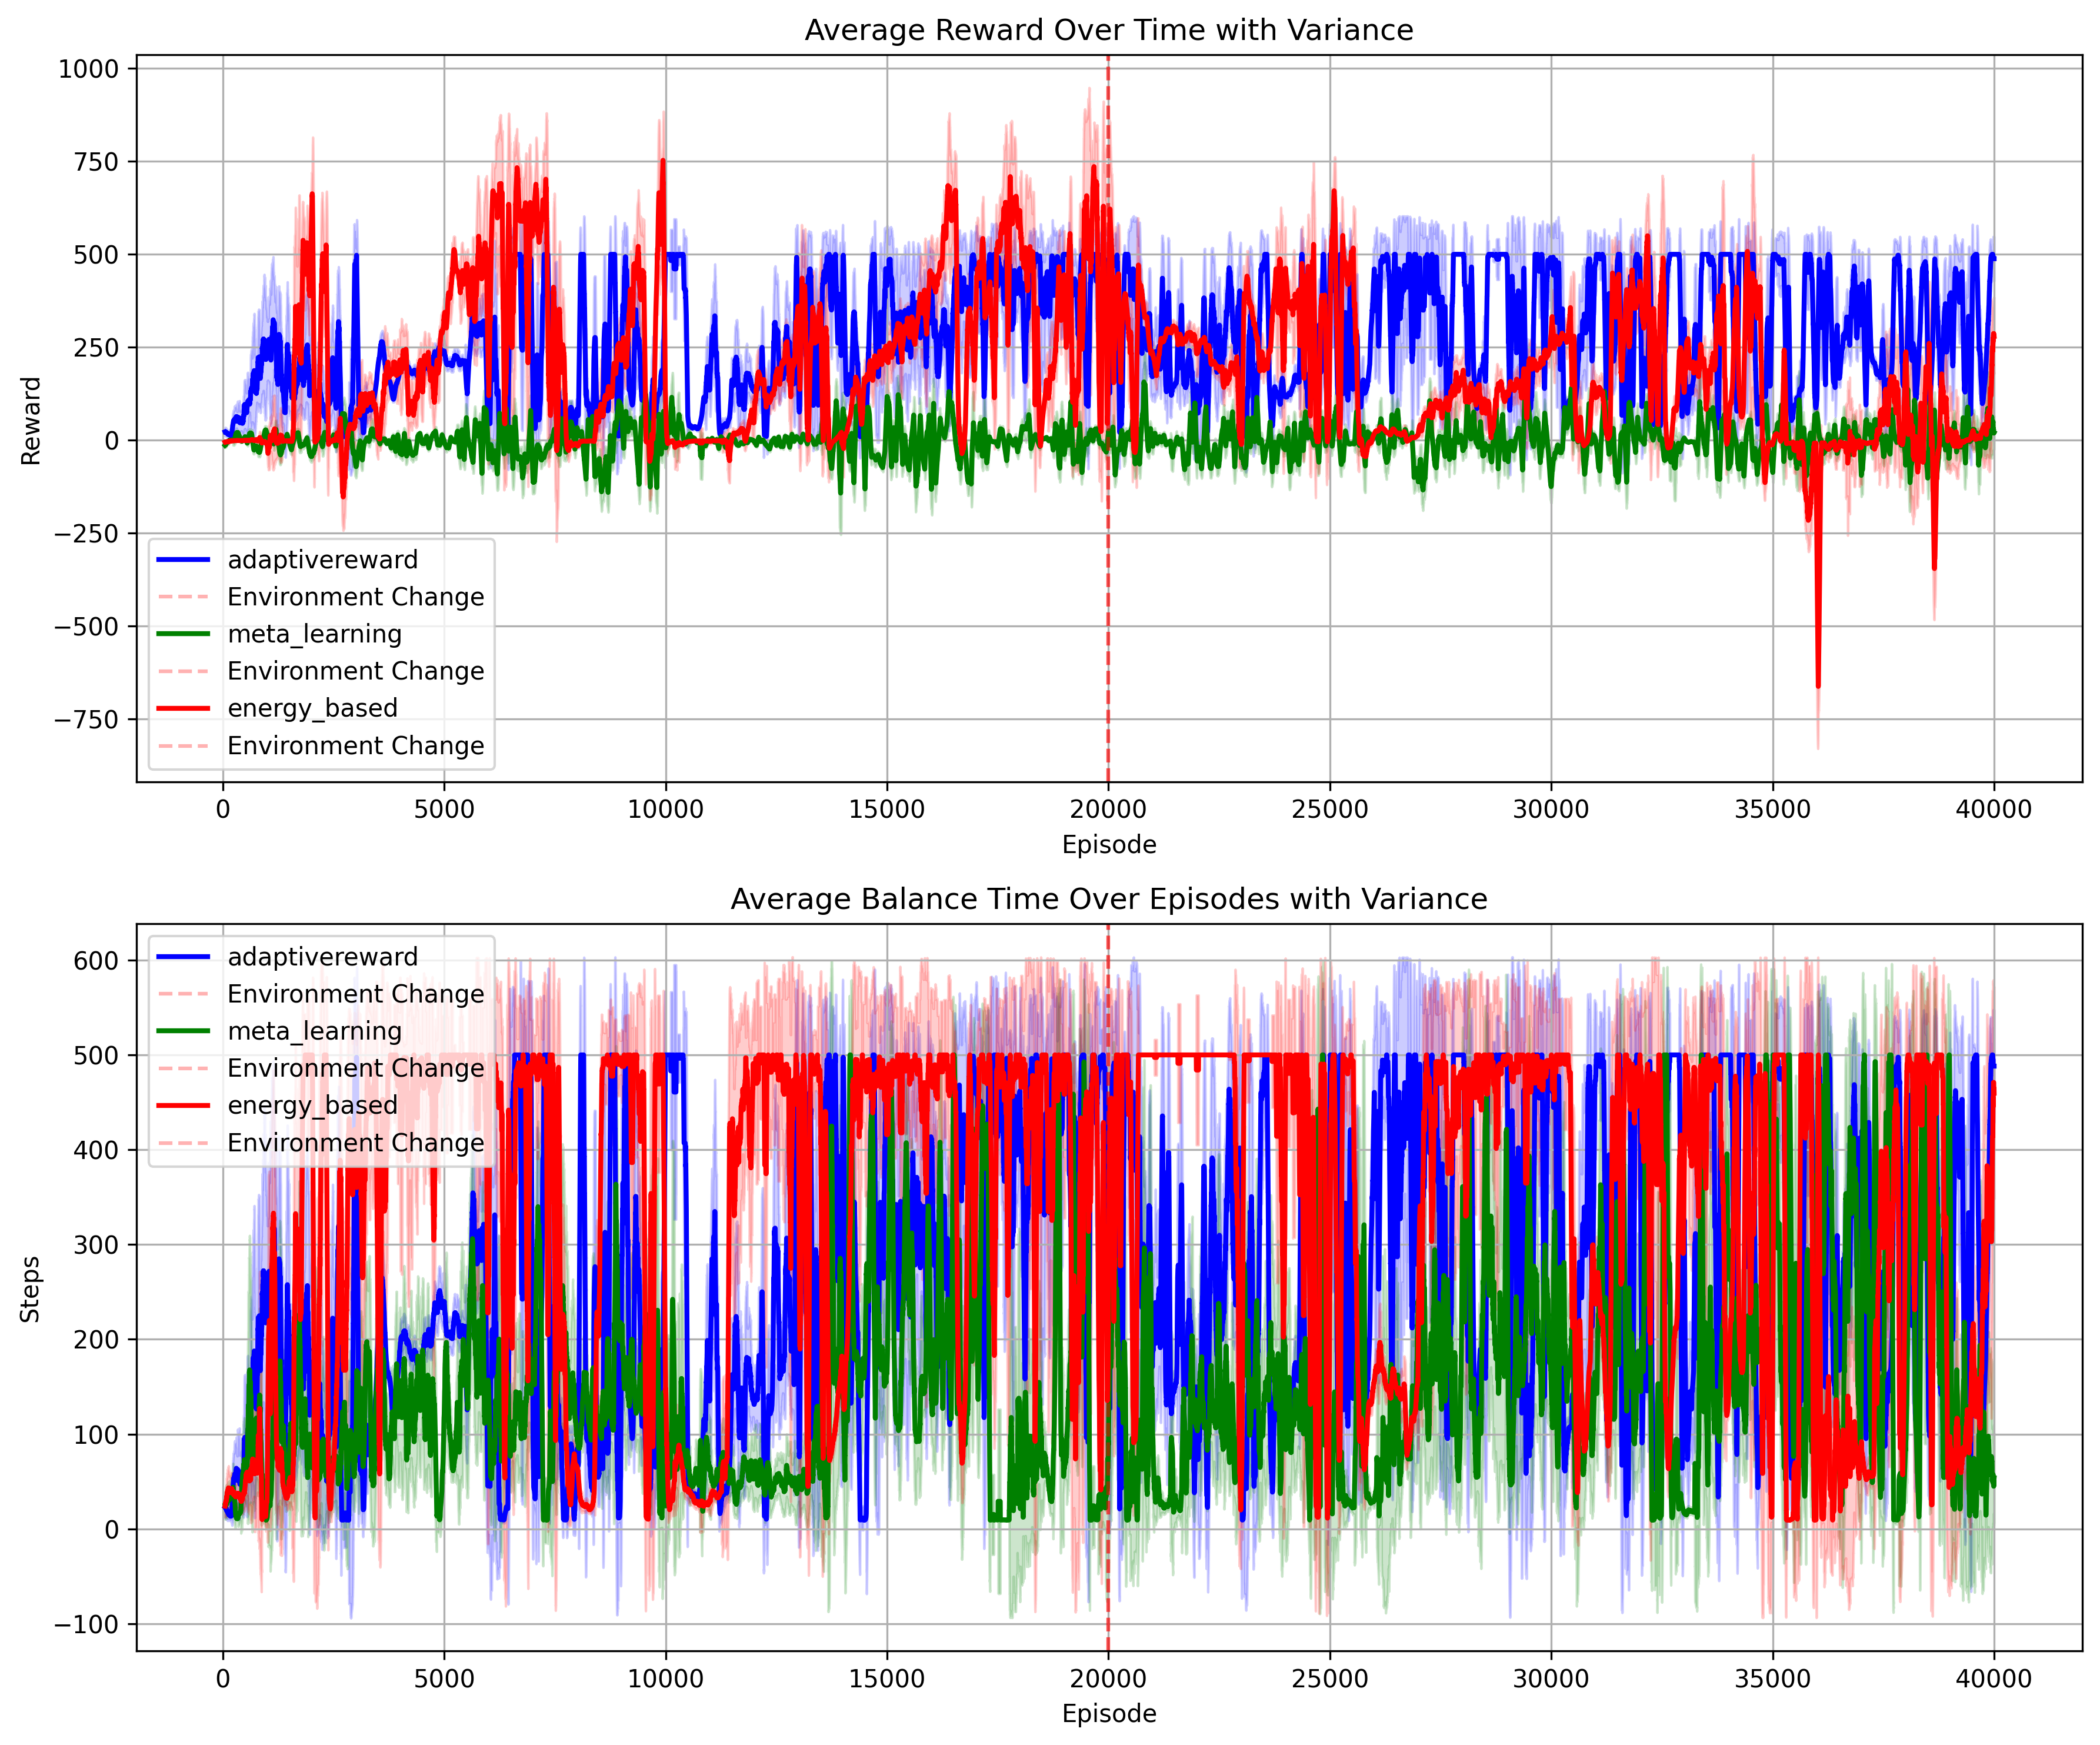 Average Reward Over Time with Variance
1000
750
500
250
0
−250
−500
−750
Reward
adaptivereward
Environment Change
meta_learning
Environment Change
energy_based
Environment Change
0 5000 10000 15000 20000 25000 30000 35000 40000
Episode
Average Balance Time Over Episodes with Variance
600
500
400
300
200
100
0
−100
Steps
adaptivereward
Environment Change
meta_learning
Environment Change
energy_based
Environment Change
0 5000 10000 15000 20000 25000 30000 35000 40000
Episode